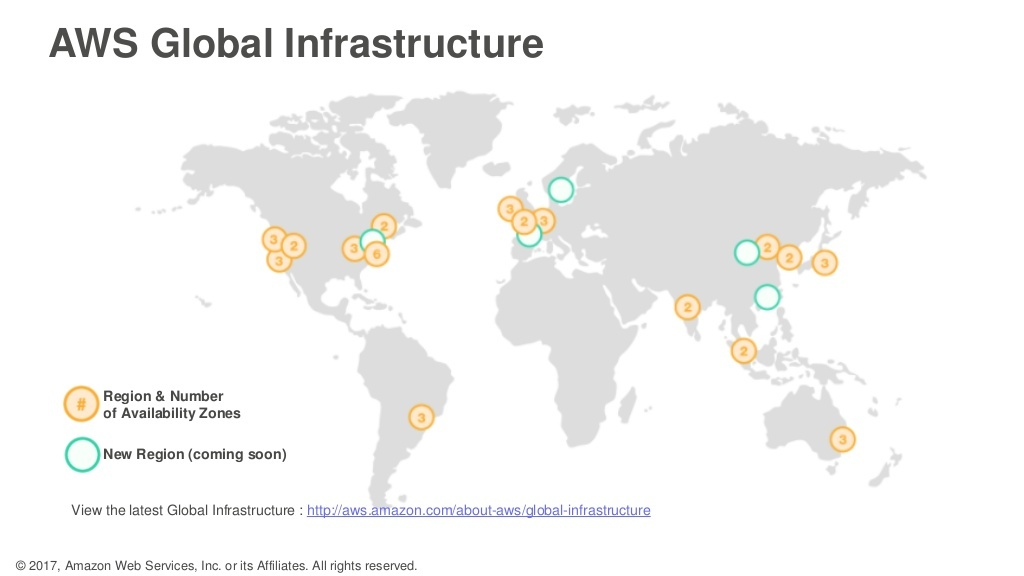 AWS Global Infrastructure
3
2
3
2
3
6
3
2
3
2
2
3
2
2
3
3
#
Region & Number
of Availability Zones
New Region (coming soon)
View the latest Global Infrastructure : http://aws.amazon.com/about-aws/global-infrastructure
© 2017, Amazon Web Services, Inc. or its Affiliates. All rights reserved.